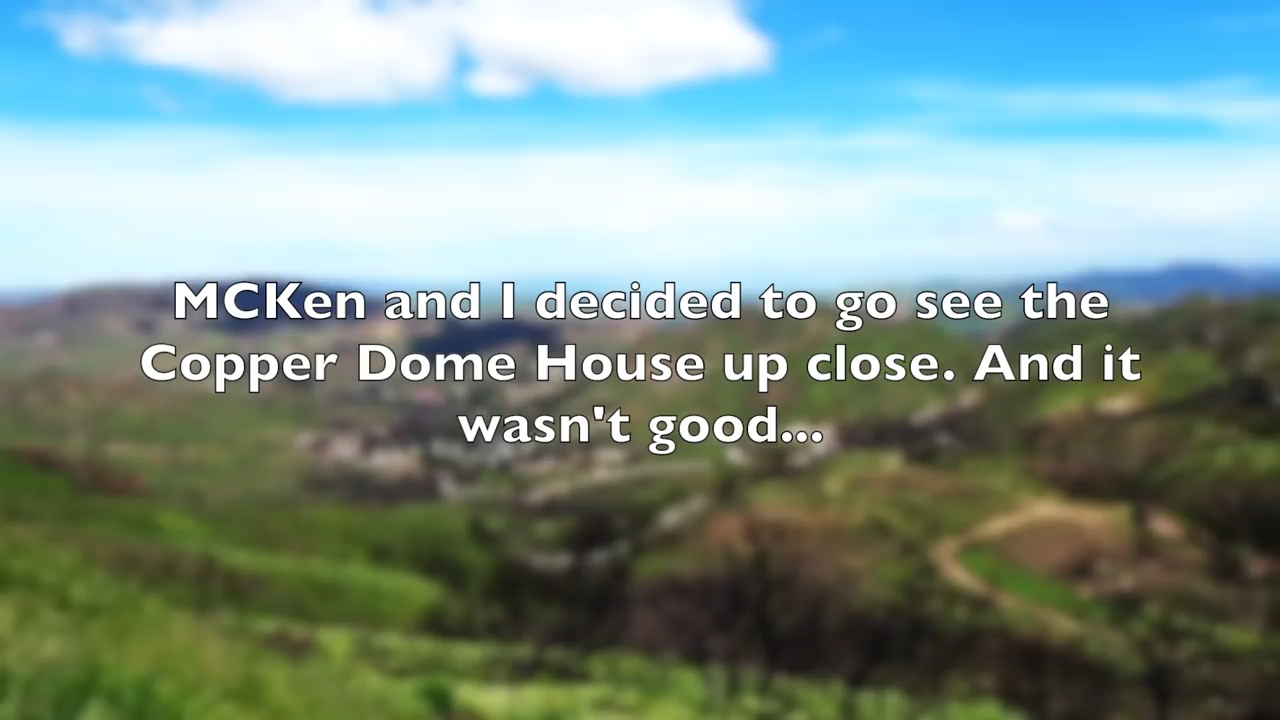 MCKen and I decided to go see the
Copper Dome House up close. And it
wasn't good...